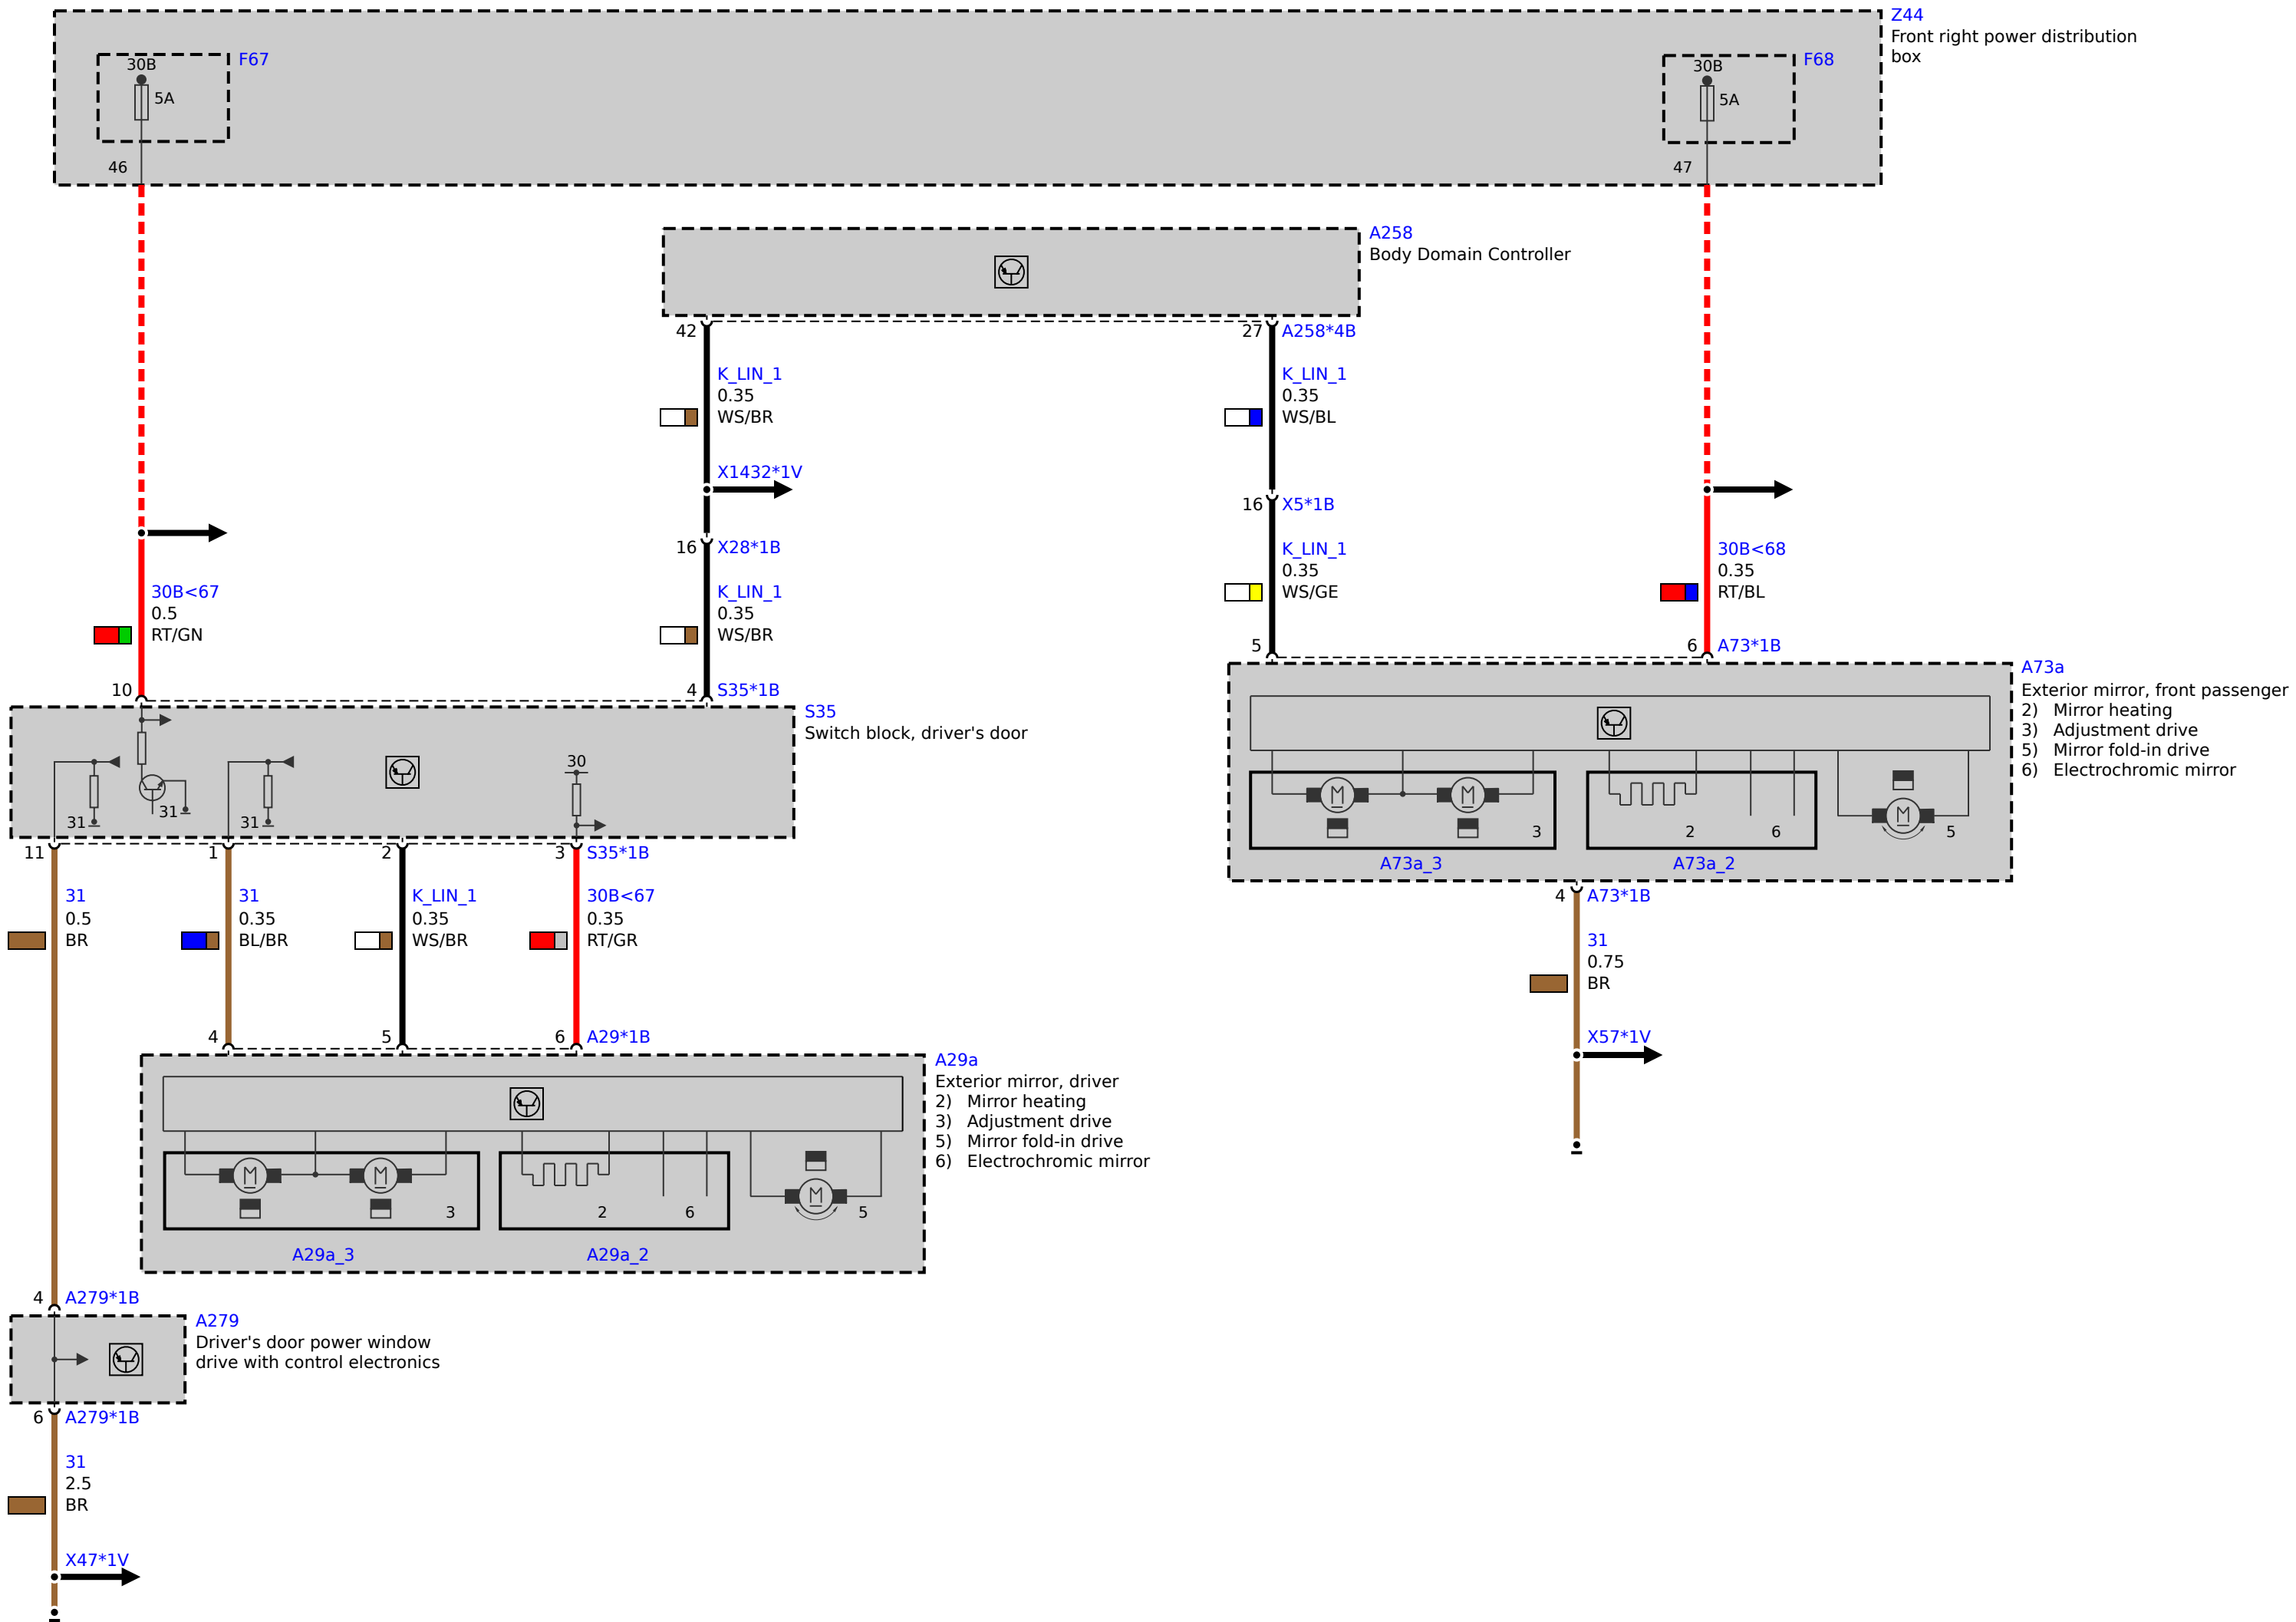 Z44
Front right power distribution
box
F67
30B
5A
46
F68
30B
5A
47
A258
Body Domain Controller
42
27
A258*4B
K_LIN_1
0.35
WS/BR
K_LIN_1
0.35
WS/BL
X1432*1V
16
X5*1B
16
X28*1B
30B<67
0.5
RT/GN
K_LIN_1
0.35
WS/BR
K_LIN_1
0.35
WS/GE
30B<68
0.35
RT/BL
5
6
A73*1B
10
4
S35*1B
S35
Switch block, driver's door
31
31
31
30
A73a
Exterior mirror, front passenger
2) Mirror heating
3) Adjustment drive
5) Mirror fold-in drive
6) Electrochromic mirror
M
M
3
2
6
M
5
A73a_3
A73a_2
11
1
2
3
S35*1B
31
0.5
BR
31
0.35
BL/BR
K_LIN_1
0.35
WS/BR
30B<67
0.35
RT/GR
4
A73*1B
31
0.75
BR
X57*1V
4
5
6
A29*1B
A29a
Exterior mirror, driver
2) Mirror heating
3) Adjustment drive
5) Mirror fold-in drive
6) Electrochromic mirror
M
M
3
2
6
M
5
A29a_3
A29a_2
4
A279*1B
A279
Driver's door power window
drive with control electronics
6
A279*1B
31
2.5
BR
X47*1V